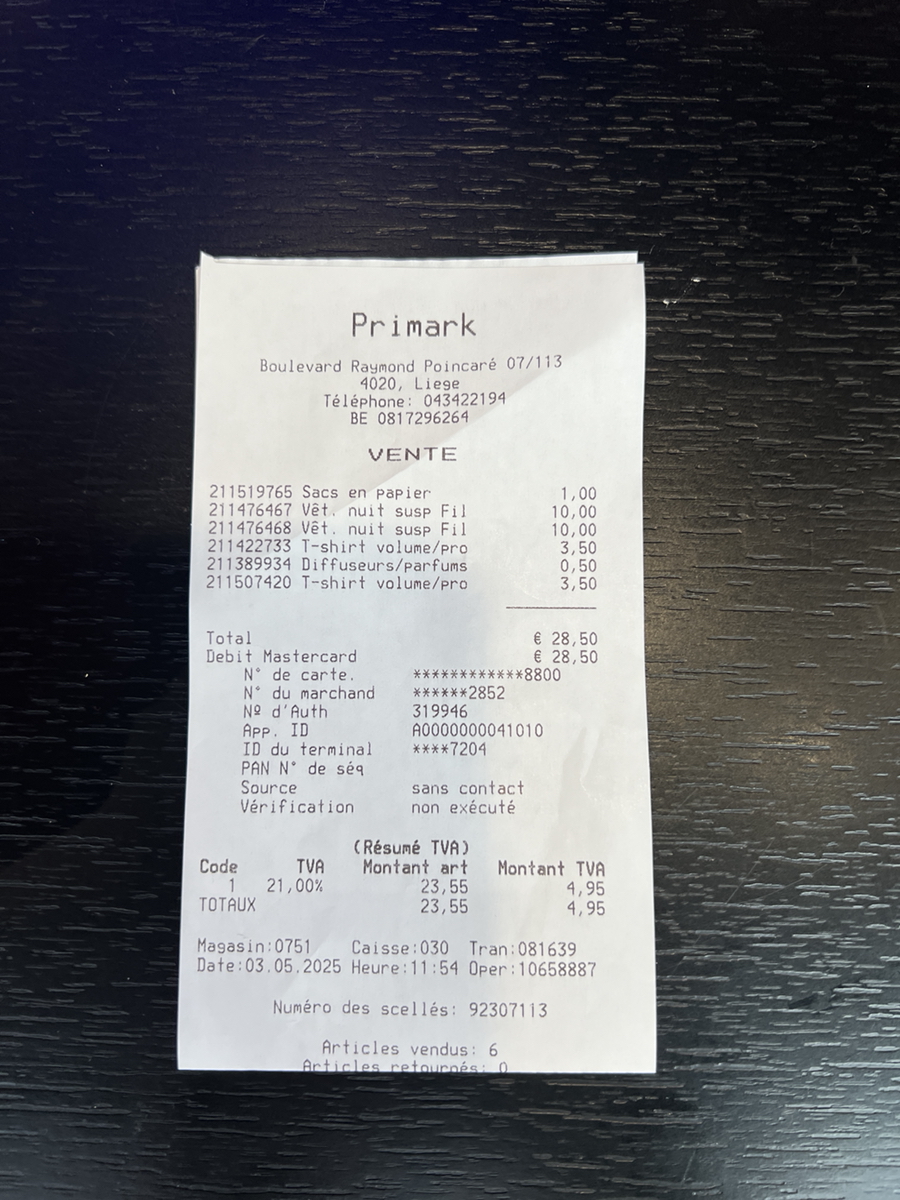 Primark
Boulevard Raymond Poincaré 07/113
4020, Liege
Téléphone: 043422194
BE 0817296264
VENTE
211519765 Sacs en papier 1,00
211476467 Vêt. nuit susp Fil 10,00
211476468 Vêt. nuit susp Fil 10,00
211422733 T-shirt volume/pro 3,50
211389934 Diffuseurs/parfums 0,50
211507420 T-shirt volume/pro 3,50
Total € 28,50
Debit Mastercard € 28,50
N° de carte. ************8800
N° du marchand ******2852
Nº d'Auth 319946
App. ID A0000000041010
ID du terminal ****7204
PAN N° de séq
Source sans contact
Vérification non exécuté
(Résumé TVA)
Code TVA Montant art Montant TVA
1 21,00% 23,55 4,95
TOTAUX 23,55 4,95
Magasin:0751 Caisse:030 Tran:081639
Date:03.05.2025 Heure:11:54 Oper:10658887
Numéro des scellés: 92307113
Articles vendus: 6
Articles retournés: 0